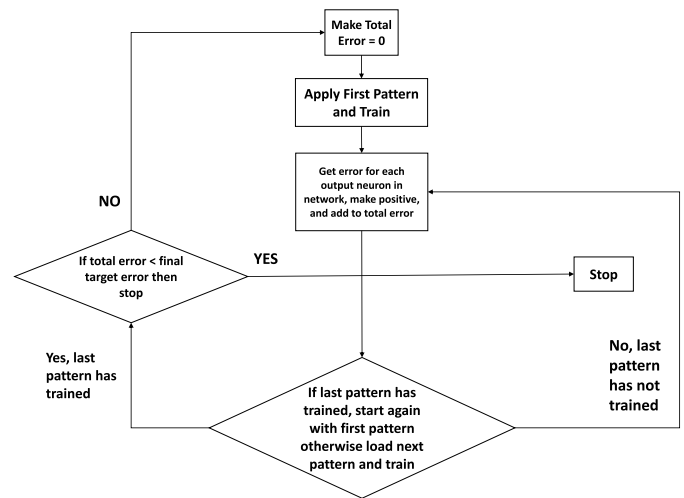 Make Total
Error = 0
Apply First Pattern
and Train
Get error for each
output neuron in
network, make positive,
and add to total error
NO
If total error < final
target error then
stop
YES
Stop
Yes, last
pattern has
trained
No, last
pattern
has not
trained
If last pattern has
trained, start again
with first pattern
otherwise load next
pattern and train